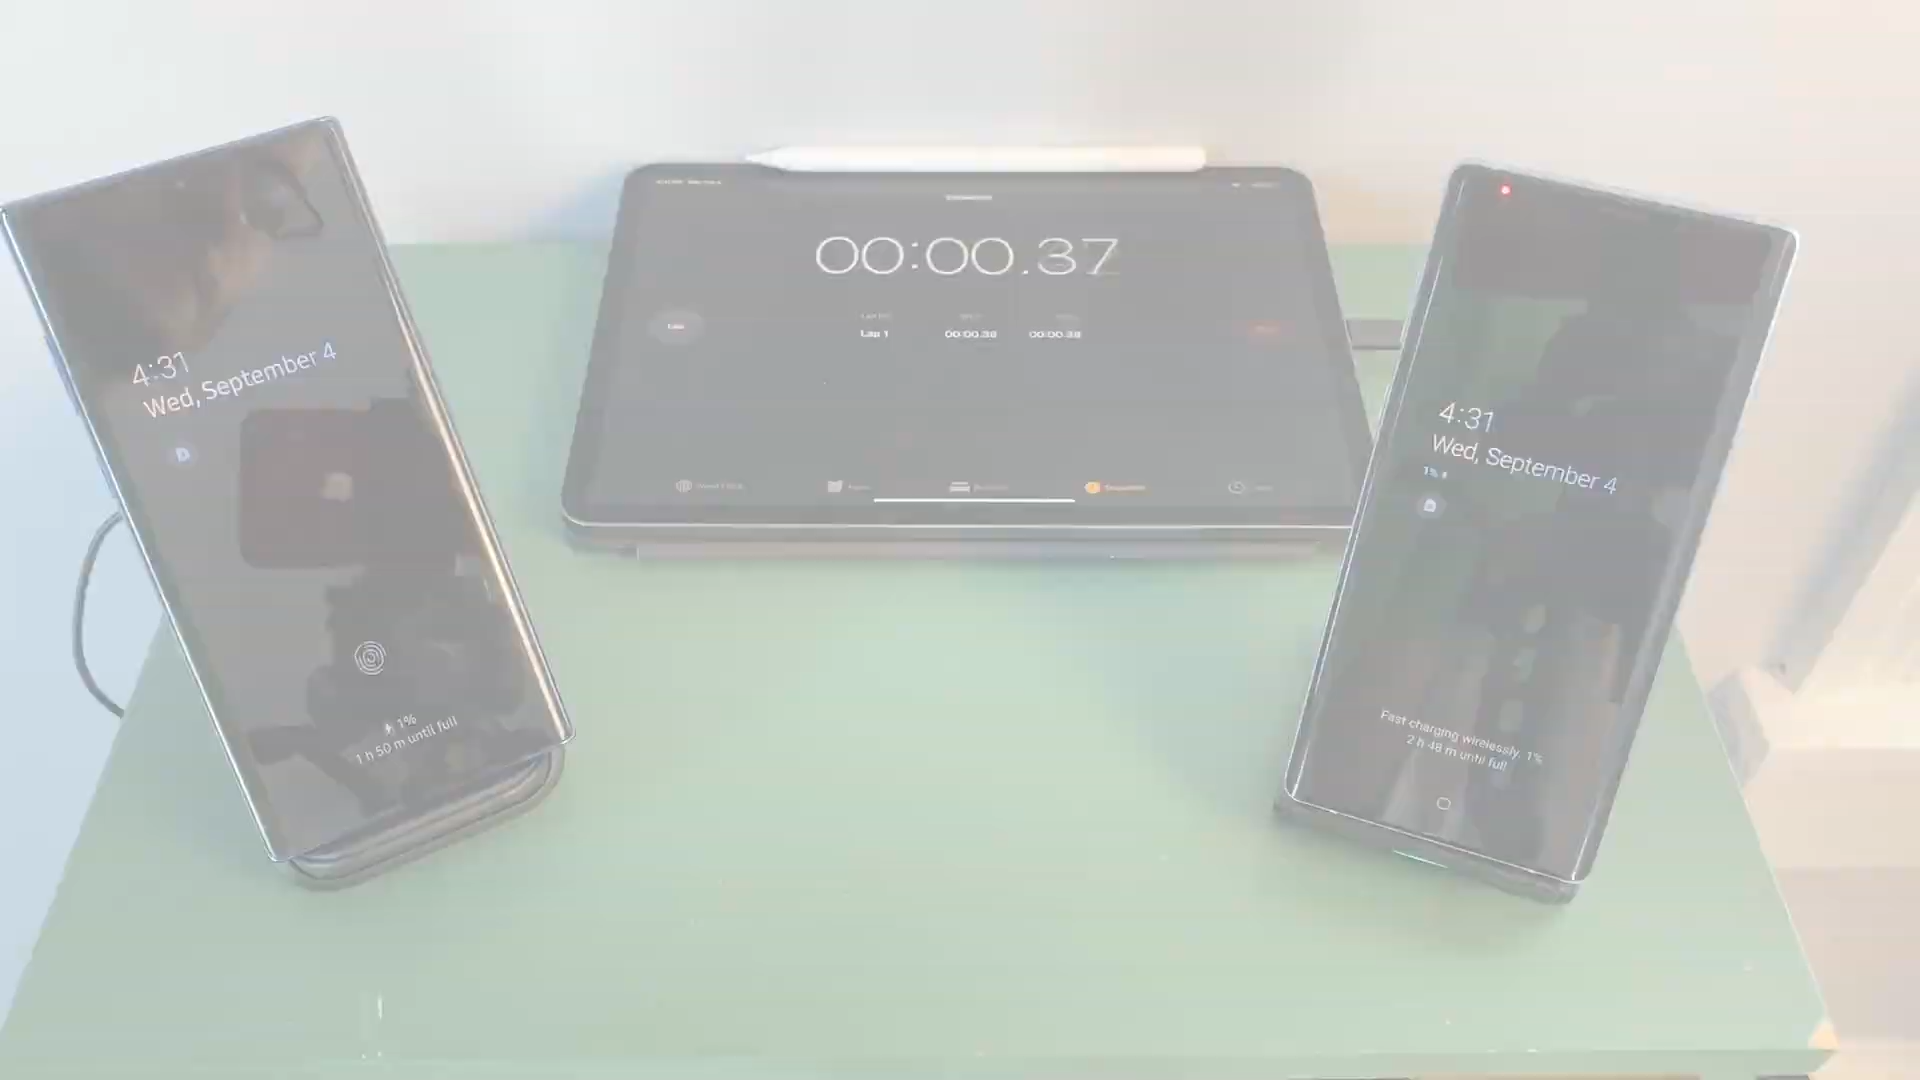 4:31
Wed, September 4
1%
1 h 50 m until full
00:00.37
Lap 1
00:00.38
00:00.38
4:31
Wed, September 4
1%
Fast charging wirelessly. 1%
2 h 48 m until full